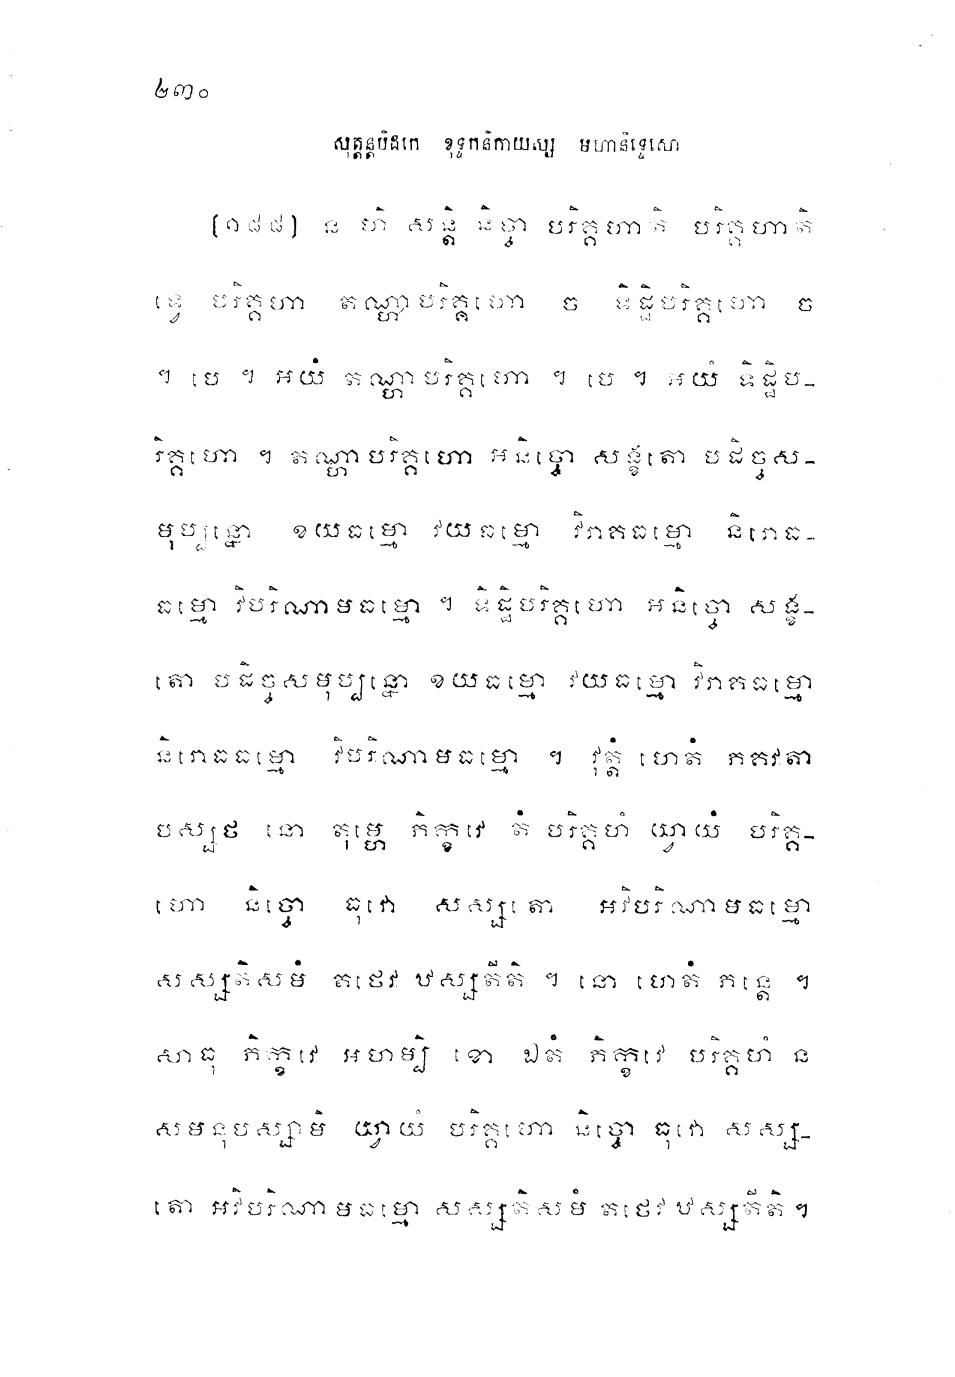 ២៣០
សុត្តន្តបិដកេ ខុទ្ទកនិកាយស្ស មហានិទ្ទេសោ
[១៨៨] ន ហិ សន្តិ និច្ចា បរិគ្គហាតិ បរិគ្គហាតិ
ទ្វេ បរិគ្គហា តណ្ហាបរិគ្គហោ ច ទិដ្ឋិបរិគ្គហោ ច
។ បេ ។ អយំ តណ្ហាបរិគ្គហោ ។ បេ ។ អយំ ទិដ្ឋិប-
រិគ្គហោ ។ តណ្ហាបរិគ្គហោ អនិច្ចោ សង្ខតោ បដិច្ចស-
មុប្បន្នោ ខយធម្មោ វយធម្មោ វិរាគធម្មោ និរោធ-
ធម្មោ វិបរិណាមធម្មោ ។ ទិដ្ឋិបរិគ្គហោ អនិច្ចោ សង្ខ-
តោ បដិច្ចសមុប្បន្នោ ខយធម្មោ វយធម្មោ វិរាគធម្មោ
និរោធធម្មោ វិបរិណាមធម្មោ ។ វុត្តំ ហេតំ ភគវតា
បស្សថ នោ តុម្ហេ ភិក្ខវេ តំ បរិគ្គហំ យ្វាយំ បរិគ្គ-
ហោ និច្ចោ ធុវោ សស្សតោ អវិបរិណាមធម្មោ
សស្សតិសមំ តថេវ ឋស្សតីតិ ។ នោ ហេតំ ភន្តេ ។
សាធុ ភិក្ខវេ អហម្បិ ខោ ឯតំ ភិក្ខវេ បរិគ្គហំ ន
សមនុបស្សាមិ យ្វាយំ បរិគ្គហោ និច្ចោ ធុវោ សស្ស-
តោ អវិបរិណាមធម្មោ សស្សតិសមំ តថេវ ឋស្សតីតិ ។